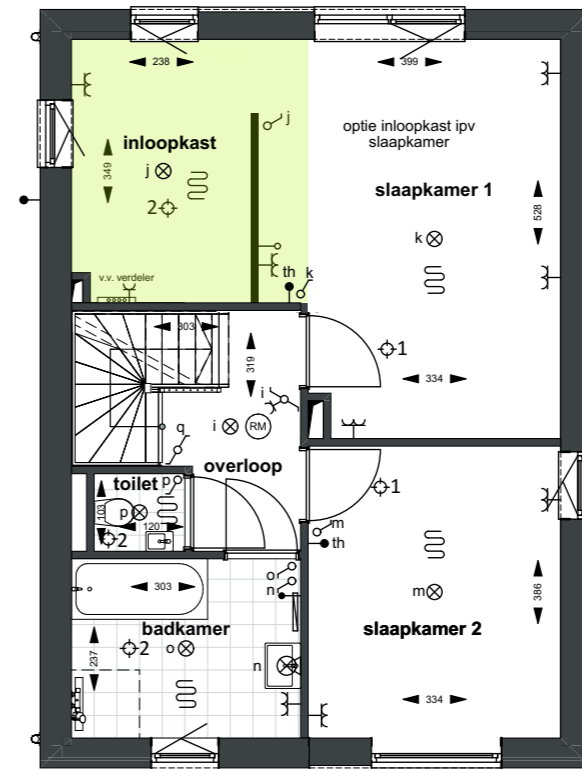 238
399
inloopkast
j
optie inloopkast ipv
slaapkamer
349
j
2
slaapkamer 1
528
k
v.v. verdeler
th
k
303
319
1
334
i
i
RM
q
overloop
toilet
p
103
p
120
2
1
m
th
o
n
303
m
386
badkamer
2
o
slaapkamer 2
237
n
334